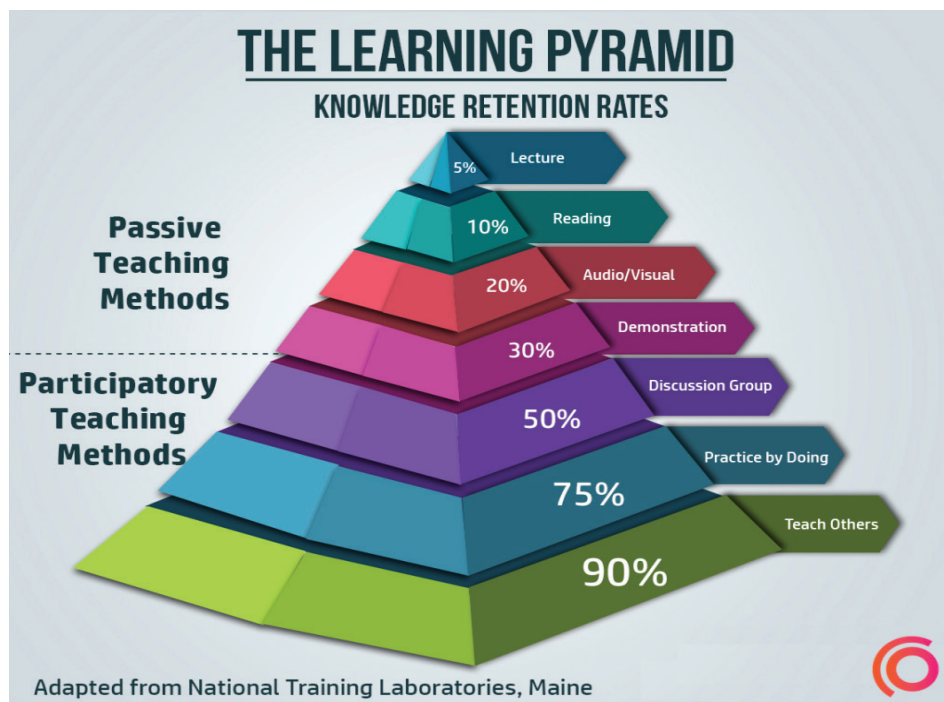 THE LEARNING PYRAMID
KNOWLEDGE RETENTION RATES
5%
Lecture
10%
Reading
20%
Audio/Visual
30%
Demonstration
50%
Discussion Group
75%
Practice by Doing
90%
Teach Others
Passive
Teaching
Methods
Participatory
Teaching
Methods
Adapted from National Training Laboratories, Maine